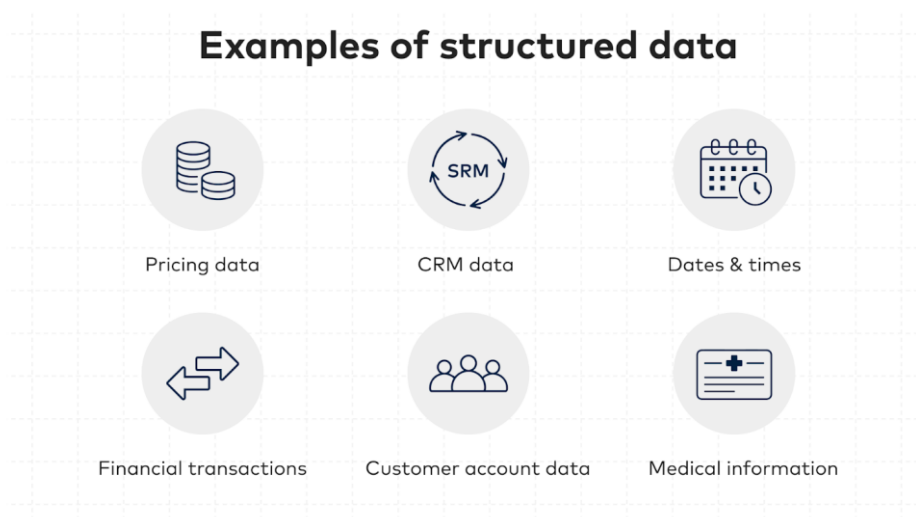 Examples of structured data
SRM
Pricing data
CRM data
Dates & times
Financial transactions
Customer account data
Medical information